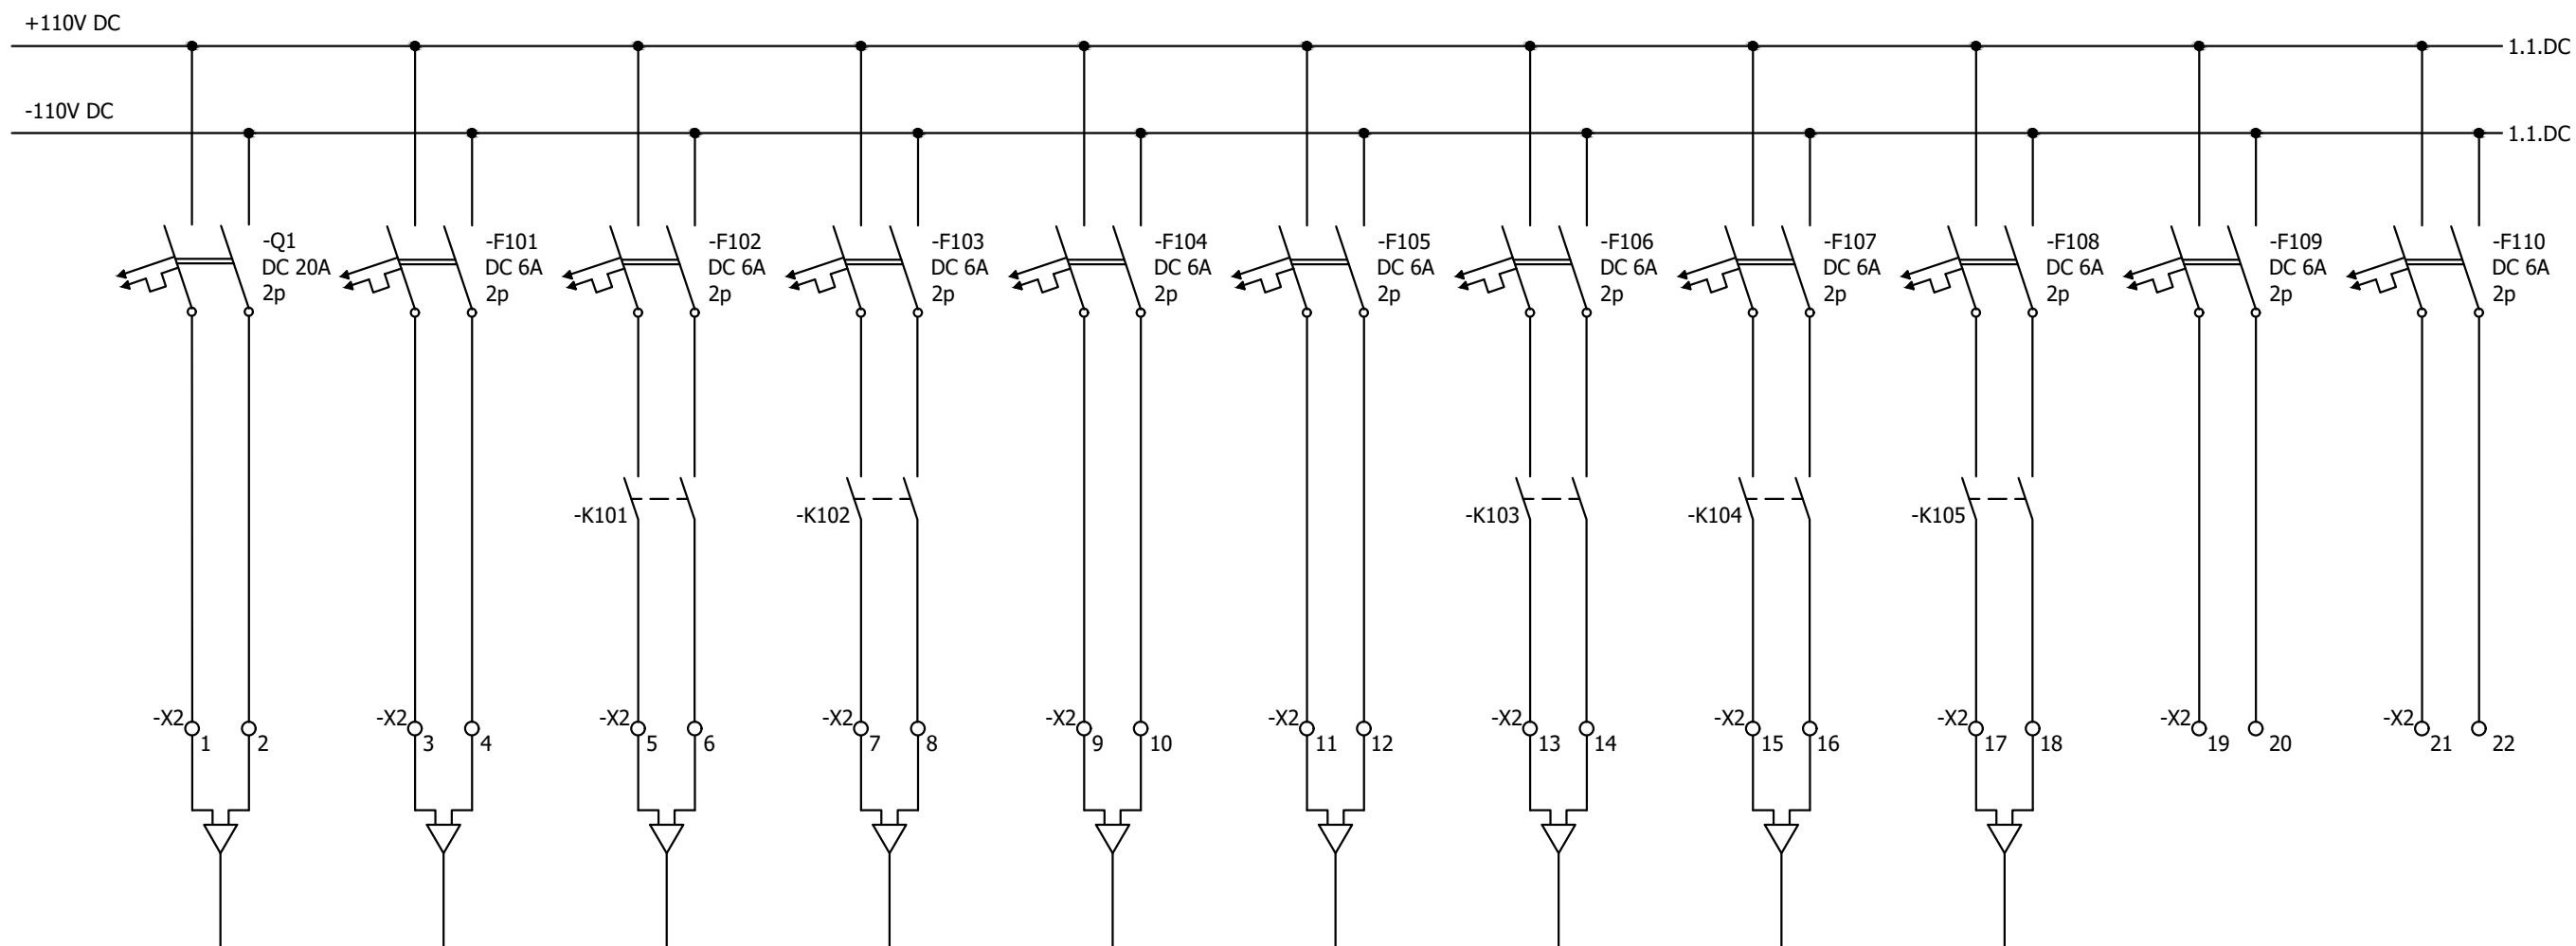 +110V DC
1.1.DC
-110V DC
1.1.DC
-Q1
DC 20A
2p
-F101
DC 6A
2p
-F102
DC 6A
2p
-F103
DC 6A
2p
-F104
DC 6A
2p
-F105
DC 6A
2p
-F106
DC 6A
2p
-F107
DC 6A
2p
-F108
DC 6A
2p
-F109
DC 6A
2p
-F110
DC 6A
2p
-K101
-K102
-K103
-K104
-K105
-X2
1
2
-X2
3
4
-X2
5
6
-X2
7
8
-X2
9
10
-X2
11
12
-X2
13
14
-X2
15
16
-X2
17
18
-X2
19
20
-X2
21
22